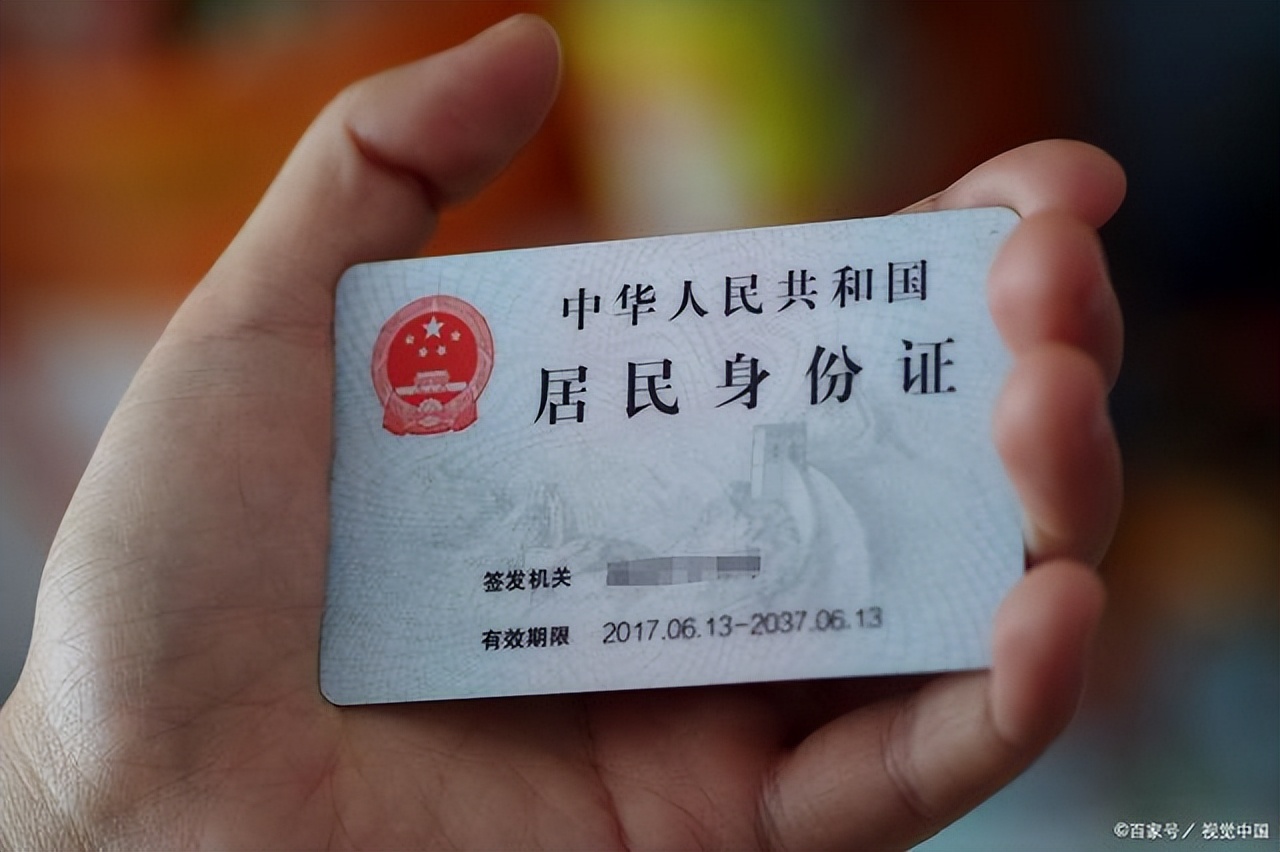 中华人民共和国
居民身份证
签发机关
有效期限 2017.06.13-2037.06.13
©百家号／视觉中国